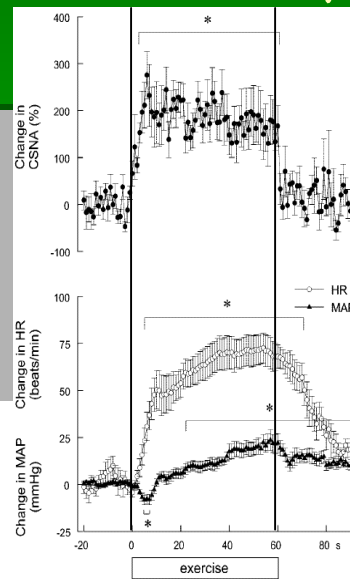 *
400
300
200
100
0
-100
Change in
CSNA (%)
HR
MAP
*
100
75
50
25
0
-25
Change in HR
(beats/min)
Change in MAP
(mmHg)
*
*
-20
0
20
40
60
80 s
exercise